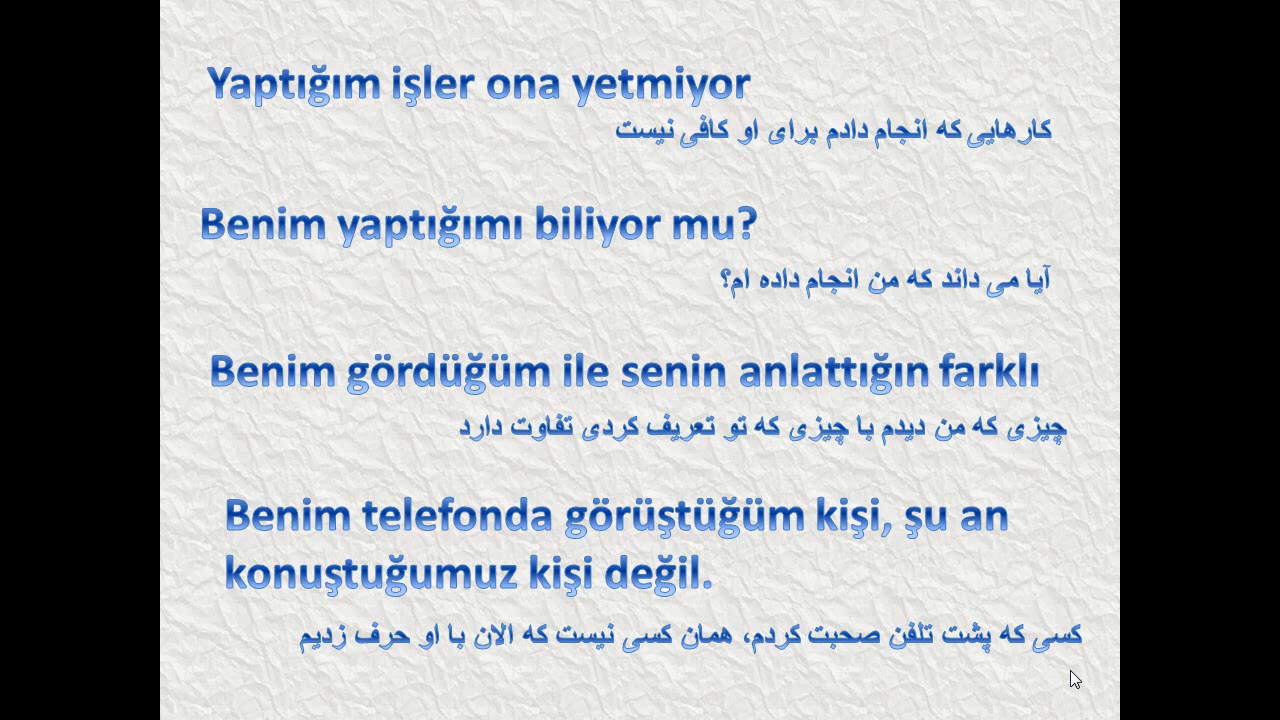 Yaptığım işler ona yetmiyor
کارهایی که انجام دادم برای او کافی نیست
Benim yaptığımı biliyor mu?
آیا می داند که من انجام داده ام؟
Benim gördüğüm ile senin anlattığın farklı
چیزی که من دیدم با چیزی که تو تعریف کردی تفاوت دارد
Benim telefonda görüştüğüm kişi, şu an
konuştuğumuz kişi değil.
کسی که پشت تلفن صحبت کردم، همان کسی نیست که الان با او حرف زدیم